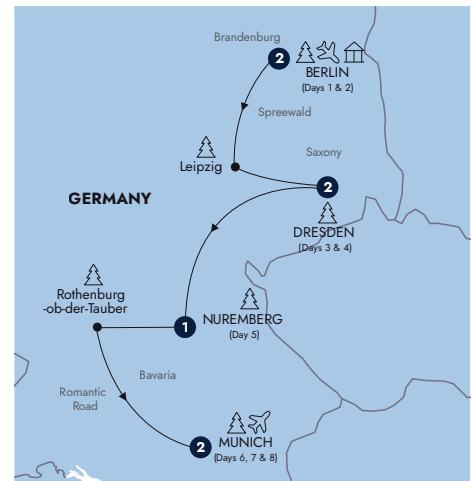 Brandenburg
2
BERLIN
(Days 1 & 2)
Spreewald
Saxony
Leipzig
2
GERMANY
DRESDEN
(Days 3 & 4)
Rothenburg
-ob-der-Tauber
1
NUREMBERG
(Day 5)
Bavaria
Romantic
Road
2
MUNICH
(Days 6, 7 & 8)